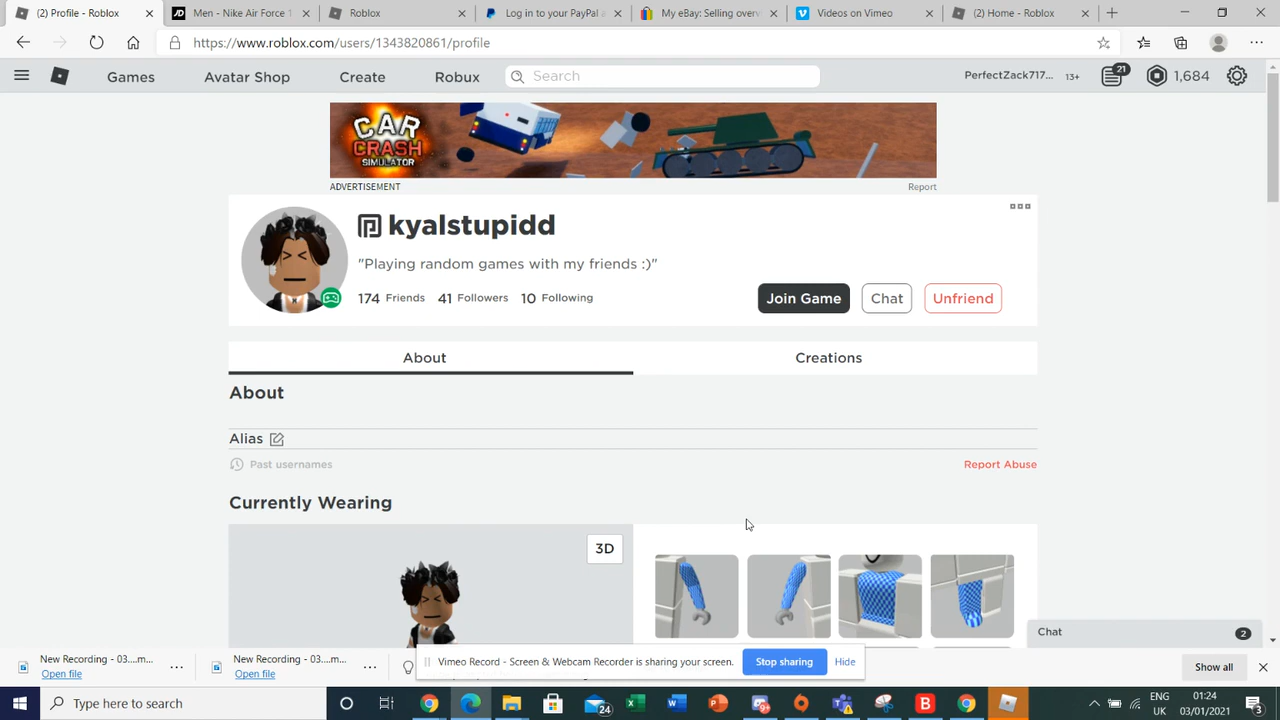 (2) Profile - Roblox
Men - Nike Air Force 1
Roblox
Log in to your PayPal a
My eBay: Selling overv
Videos on Vimeo
(2) Home - Roblox
https://www.roblox.com/users/1343820861/profile
Games
Avatar Shop
Create
Robux
Search
PerfectZack717...
13+
21
1,684
CAR
CRASH
SIMULATOR
ADVERTISEMENT
Report
kyalstupidd
"Playing random games with my friends :)"
174 Friends 41 Followers 10 Following
Join Game
Chat
Unfriend
About
Creations
About
Alias
Past usernames
Report Abuse
Currently Wearing
3D
Chat
2
New Recording - 03....m...
Open file
New Recording - 03....m...
Open file
Vimeo Record - Screen & Webcam Recorder is sharing your screen.
Stop sharing
Hide
Show all
Type here to search
24
ENG
UK
01:24
03/01/2021
3